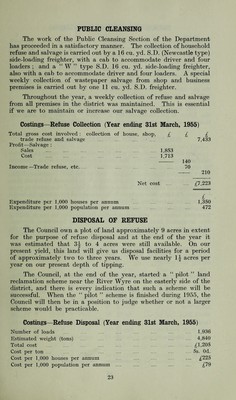 PUBLIC CLEANSING
The work of the Public Cleansing Section of the Department
has proceeded in a satisfactory manner. The collection of household
refuse and salvage is carried out by a 16 cu. yd. S.D. (Newcastle type)
side-loading freighter, with a cab to accommodate driver and four
loaders ; and a " W " type S.D. 16 cu. yd. side-loading freighter,
also with a cab to accommodate driver and four loaders. A special
weekly collection of wastepaper salvage from shop and business
premises is carried out by one 11 cu. yd. S.D. freighter.
Throughout the year, a weekly collection of refuse and salvage
from all premises in the district was maintained. This is essential
if we are to maintain or increase our salvage collection.
Costings—Refuse Collection (Year ending 31st March, 1955)
Total gross cost involved : collection of house, shop, £ £ £
trade refuse and salvage 7,433
Profit—Salvage :
Sales 1,853
Cost 1,713
140
Income—Trade refuse, etc. 70
210
Net cost £7,223
£
Expenditure per 1,000 houses per annum 1,380
Expenditure per 1,000 population per annum 472
DISPOSAL OF REFUSE
The Council own a plot of land approximately 9 acres in extent
for the purpose of refuse disposal and at the end of the year it
was estimated that 3½ to 4 acres were still available. On our
present yield, this land will give us disposal facilities for a period
of approximately two to three years. We use nearly 1½ acres per
year on our present depth of tipping.
The Council, at the end of the year, started a " pilot " land
reclamation scheme near the River Wyre on the easterly side of the
district, and there is every indication that such a scheme will be
successful. When the " pilot " scheme is finished during 1955, the
Council will then be in a position to judge whether or not a larger
scheme would be practicable.
Costings—Refuse Disposal (Year ending 31st March, 1955)
Number of loads 1,936
Estimated weight (tons) 4,840
Total cost £1,208
Cost per ton 5s. 0d.
Cost per 1,000 houses per annum £223
Cost per 1,000 population per annum £79
23